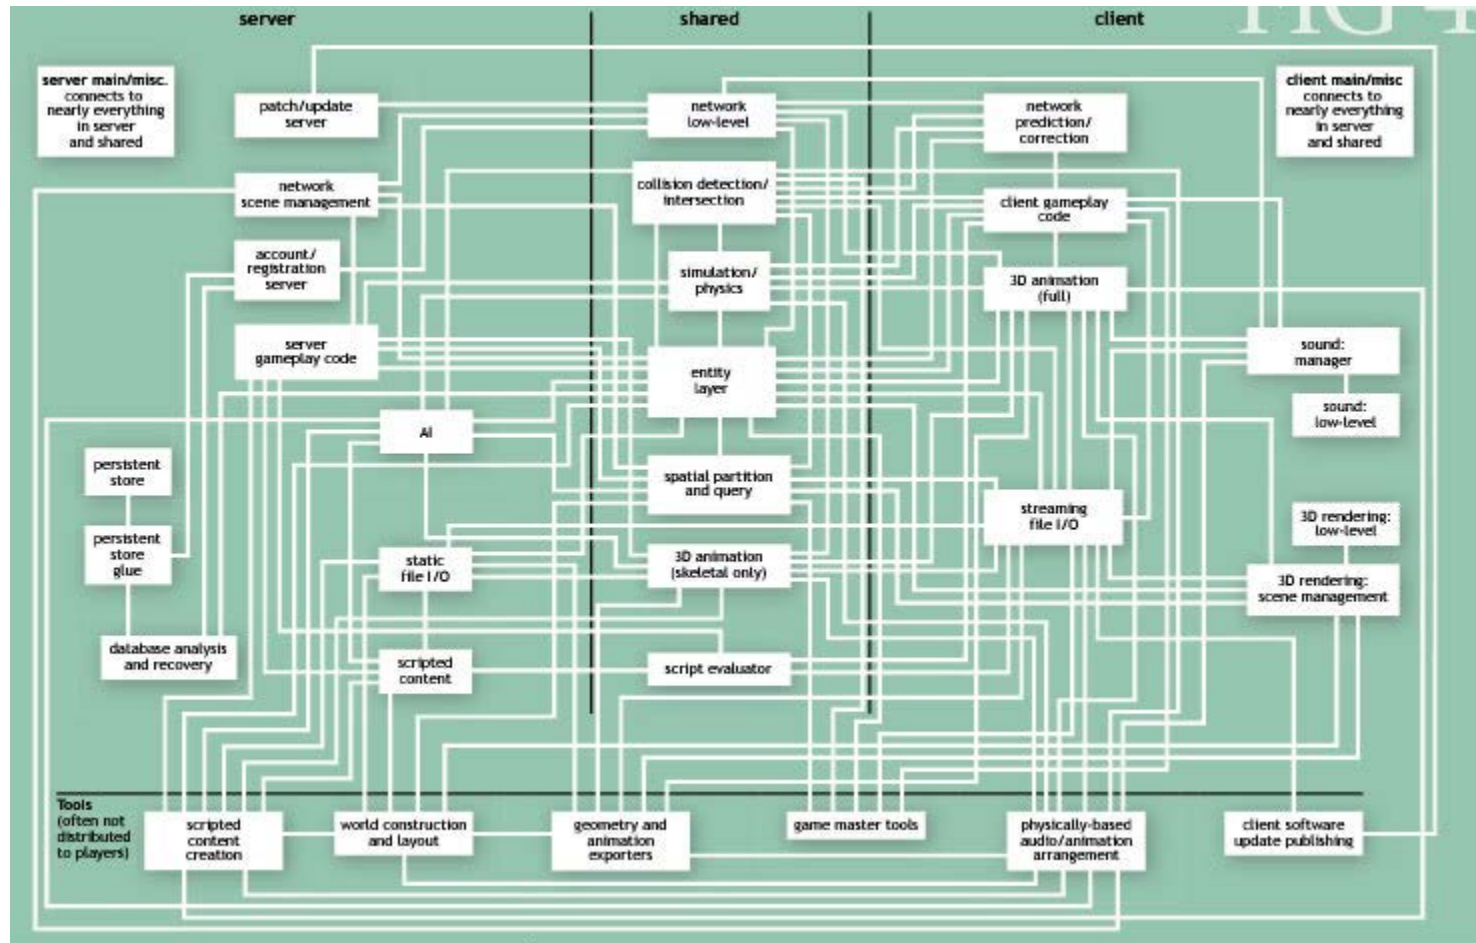 server
shared
client
FIG 4
server main/misc.
connects to
nearly everything
in server
and shared
patch/update
server
network
low-level
network
prediction/
correction
client main/misc
connects to
nearly everything
in server
and shared
network
scene management
collision detection/
intersection
client gameplay
code
account/
registration
server
simulation/
physics
3D animation
(full)
server
gameplay code
entity
layer
sound:
manager
AI
sound:
low-level
persistent
store
spatial partition
and query
streaming
file I/O
3D rendering:
low-level
persistent
store
glue
static
file I/O
3D animation
(skeletal only)
3D rendering:
scene management
database analysis
and recovery
scripted
content
script evaluator
Tools
(often not
distributed
to players)
scripted
content
creation
world construction
and layout
geometry and
animation
exporters
game master tools
physically-based
audio/animation
arrangement
client software
update publishing